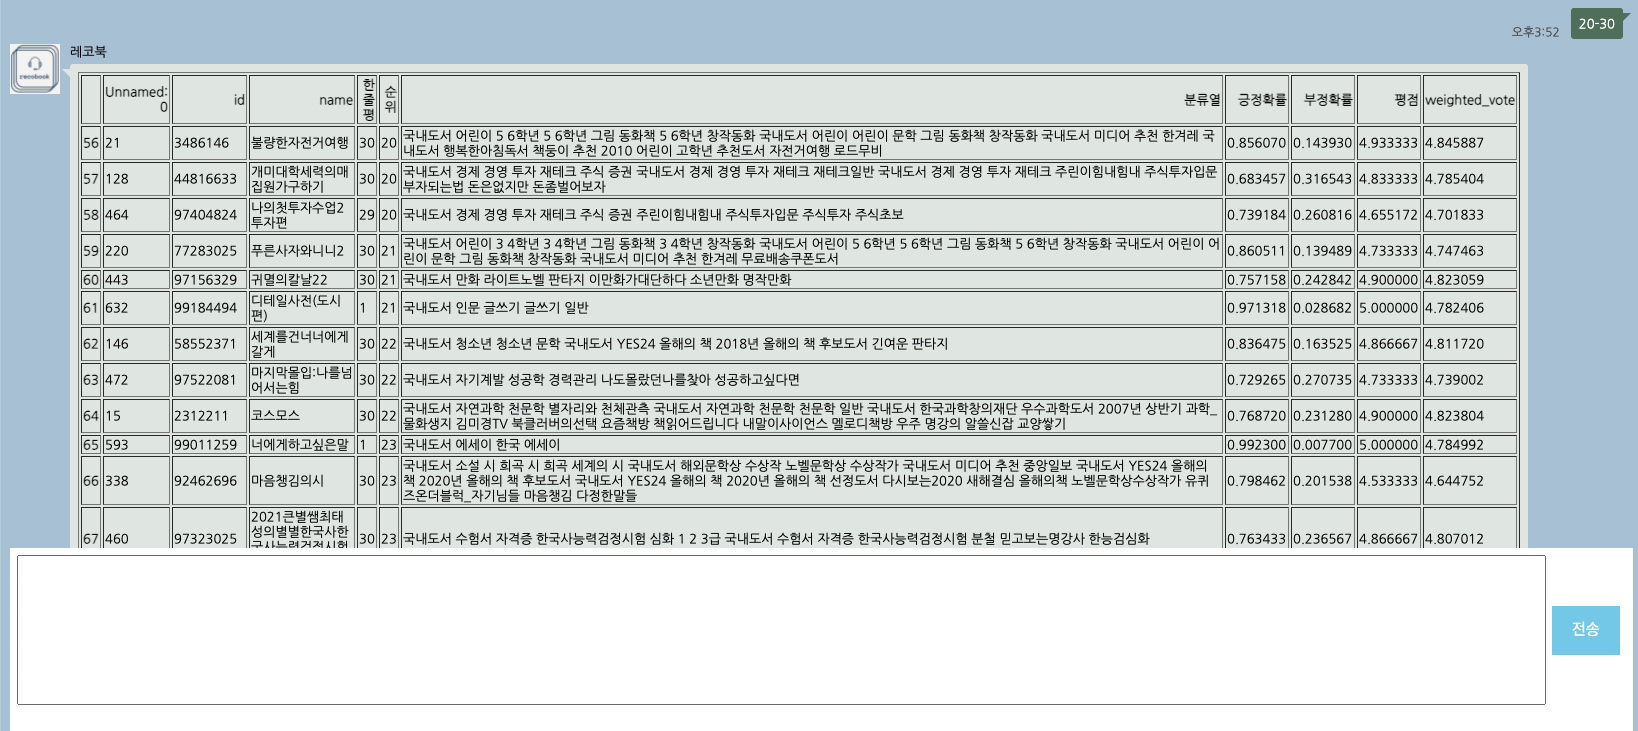 20-30
오후3:52
레코북
recobook
Unnamed: 0 id name 한줄평 순위 분류열 긍정확률 부정확률 평점 weighted_vote
56 21 3486146 불량한자전거여행 30 20 국내도서 어린이 5 6학년 5 6학년 그림 동화책 5 6학년 창작동화 국내도서 어린이 어린이 문학 그림 동화책 창작동화 국내도서 미디어 추천 한겨레 국
내도서 행복한아침독서 책둥이 추천 2010 어린이 고학년 추천도서 자전거여행 로드무비 0.856070 0.143930 4.933333 4.845887
57 128 44816633 개미대학세력의매
집원가구하기 30 20 국내도서 경제 경영 투자 재테크 주식 증권 국내도서 경제 경영 투자 재테크 재테크일반 국내도서 경제 경영 투자 재테크 주린이힘내힘내 주식투자입문
부자되는법 돈은없지만 돈좀벌어보자 0.683457 0.316543 4.833333 4.785404
58 464 97404824 나의첫투자수업2
투자편 29 20 국내도서 경제 경영 투자 재테크 주식 증권 주린이힘내힘내 주식투자입문 주식투자 주식초보 0.739184 0.260816 4.655172 4.701833
59 220 77283025 푸른사자와니니2 30 21 국내도서 어린이 3 4학년 3 4학년 그림 동화책 3 4학년 창작동화 국내도서 어린이 5 6학년 5 6학년 그림 동화책 5 6학년 창작동화 국내도서 어린이 어
린이 문학 그림 동화책 창작동화 국내도서 미디어 추천 한겨레 무료배송쿠폰도서 0.860511 0.139489 4.733333 4.747463
60 443 97156329 귀멸의칼날22 30 21 국내도서 만화 라이트노벨 판타지 이만화가대단하다 소년만화 명작만화 0.757158 0.242842 4.900000 4.823059
61 632 99184494 디테일사전(도시
편) 1 21 국내도서 인문 글쓰기 글쓰기 일반 0.971318 0.028682 5.000000 4.782406
62 146 58552371 세계를건너너에게
갈게 30 22 국내도서 청소년 청소년 문학 국내도서 YES24 올해의 책 2018년 올해의 책 후보도서 긴여운 판타지 0.836475 0.163525 4.866667 4.811720
63 472 97522081 마지막몰입:나를넘
어서는힘 30 22 국내도서 자기계발 성공학 경력관리 나도몰랐던나를찾아 성공하고싶다면 0.729265 0.270735 4.733333 4.739002
64 15 2312211 코스모스 30 22 국내도서 자연과학 천문학 별자리와 천체관측 국내도서 자연과학 천문학 천문학 일반 국내도서 한국과학창의재단 우수과학도서 2007년 상반기 과학_
물화생지 김미경TV 북클러버의선택 요즘책방 책읽어드립니다 내말이사이언스 멜로디책방 우주 명강의 알쓸신잡 교양쌓기 0.768720 0.231280 4.900000 4.823804
65 593 99011259 너에게하고싶은말 1 23 국내도서 에세이 한국 에세이 0.992300 0.007700 5.000000 4.784992
66 338 92462696 마음챙김의시 30 23 국내도서 소설 시 희곡 시 희곡 세계의 시 국내도서 해외문학상 수상작 노벨문학상 수상작가 국내도서 미디어 추천 중앙일보 국내도서 YES24 올해의
책 2020년 올해의 책 후보도서 국내도서 YES24 올해의 책 2020년 올해의 책 선정도서 다시보는2020 새해결심 올해의책 노벨문학상수상작가 유퀴
즈온더블럭_자기님들 마음챙김 다정한말들 0.798462 0.201538 4.533333 4.644752
67 460 97323025 2021큰별쌤최태
성의별별한국사한
국사능력검정시험 30 23 국내도서 수험서 자격증 한국사능력검정시험 심화 1 2 3급 국내도서 수험서 자격증 한국사능력검정시험 분철 믿고보는명강사 한능검심화 0.763433 0.236567 4.866667 4.807012
전송